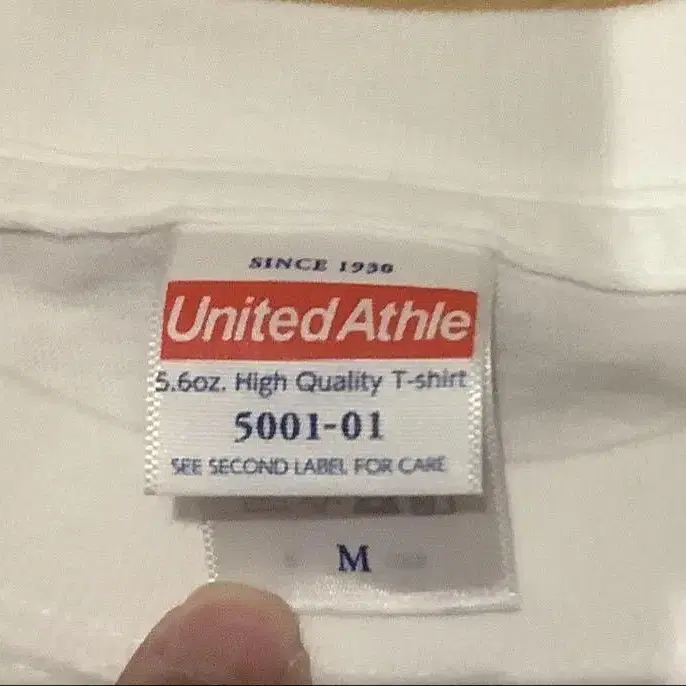 SINCE 1930
United Athle
5.6oz. High Quality T-shirt
5001-01
SEE SECOND LABEL FOR CARE
M